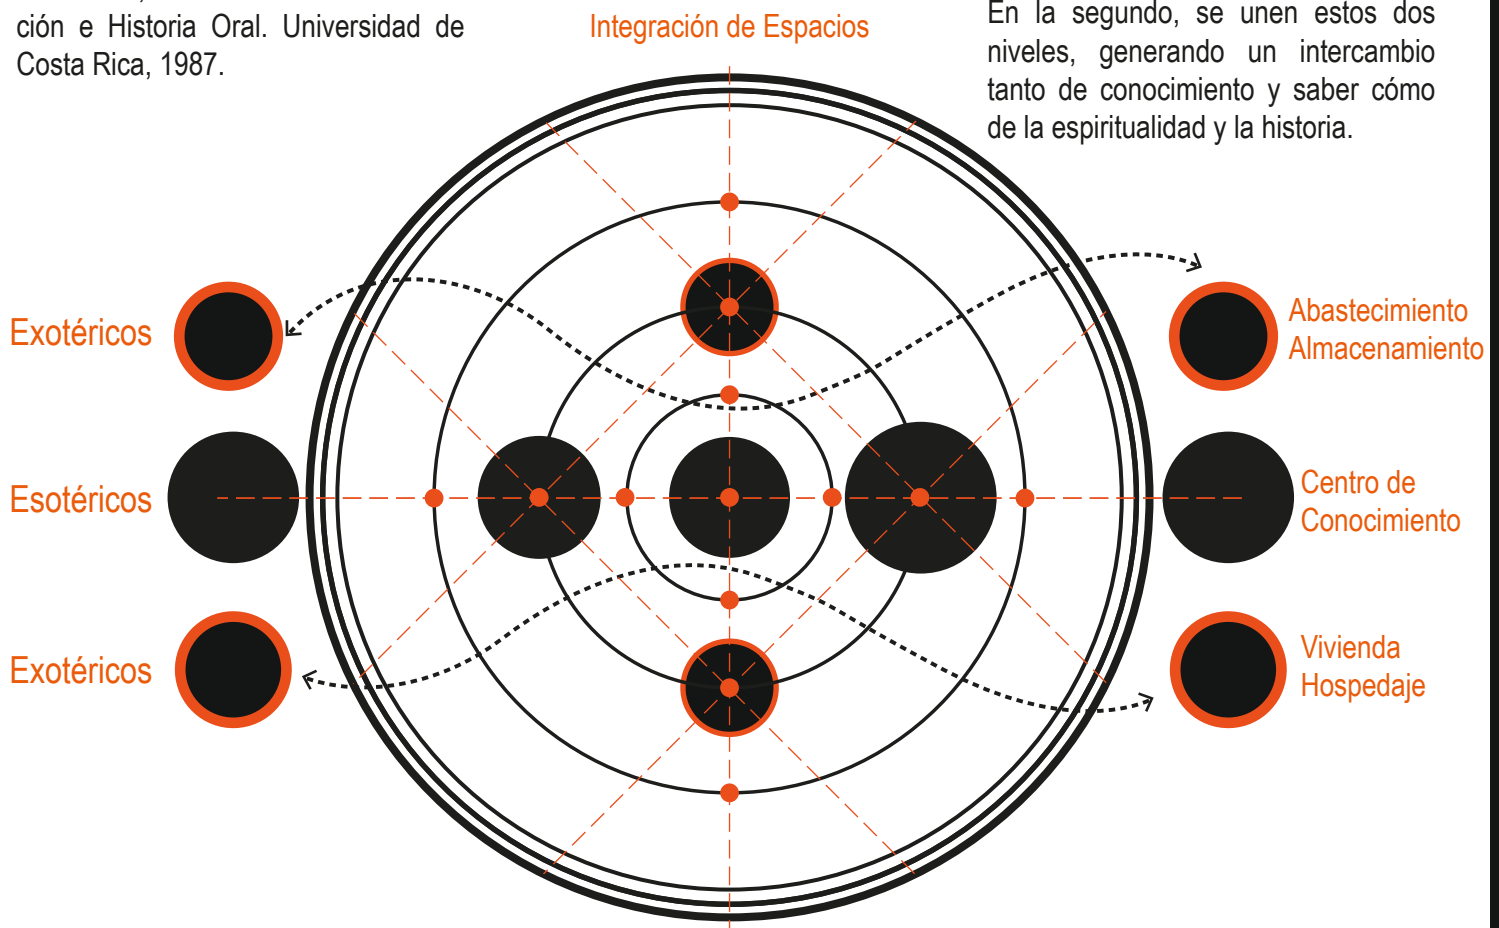 ción e Historia Oral. Universidad de
Costa Rica, 1987.
Integración de Espacios
En la segundo, se unen estos dos
niveles, generando un intercambio
tanto de conocimiento y saber cómo
de la espiritualidad y la historia.
Exotéricos
Esotéricos
Exotéricos
Abastecimiento
Almacenamiento
Centro de
Conocimiento
Vivienda
Hospedaje